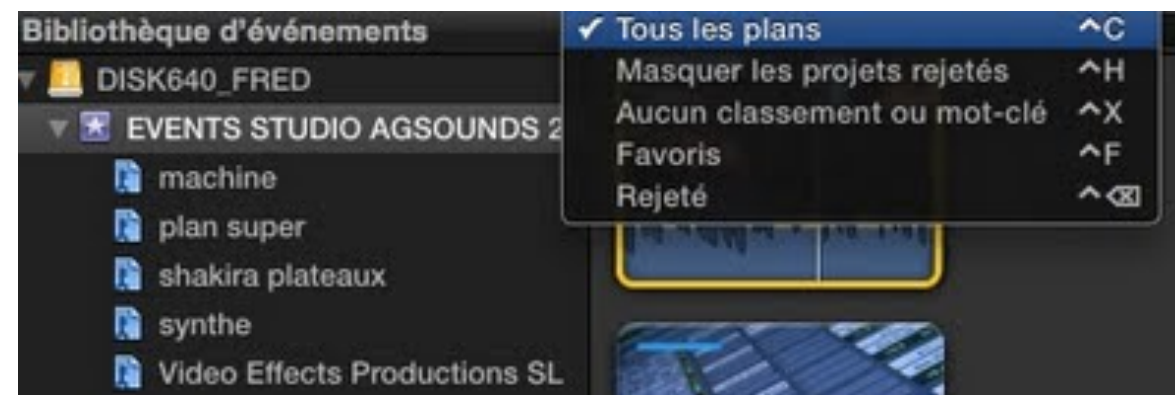 Bibliothèque d'événements
DISK640_FRED
EVENTS STUDIO AGSOUNDS 2
machine
plan super
shakira plateaux
synthe
Video Effects Productions SL
✓ Tous les plans ^C
Masquer les projets rejetés ^H
Aucun classement ou mot-clé ^X
Favoris ^F
Rejeté ^⌫